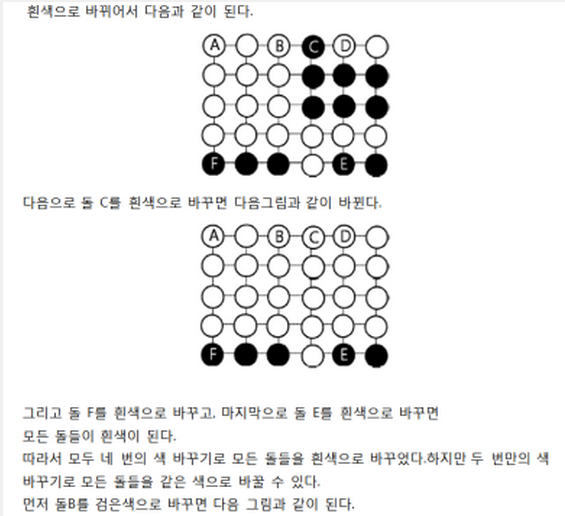 흰색으로 바뀌어서 다음과 같이 된다.
A B C D
F E
다음으로 돌 C를 흰색으로 바꾸면 다음그림과 같이 바뀐다.
A B C D
F E
그리고 돌 F를 흰색으로 바꾸고, 마지막으로 돌 E를 흰색으로 바꾸면
모든 돌들이 흰색이 된다.
따라서 모두 네 번의 색 바꾸기로 모든 돌들을 흰색으로 바꾸었다.하지만 두 번만의 색
바꾸기로 모든 돌들을 같은 색으로 바꿀 수 있다.
먼저 돌B를 검은색으로 바꾸면 다음 그림과 같이 된다.